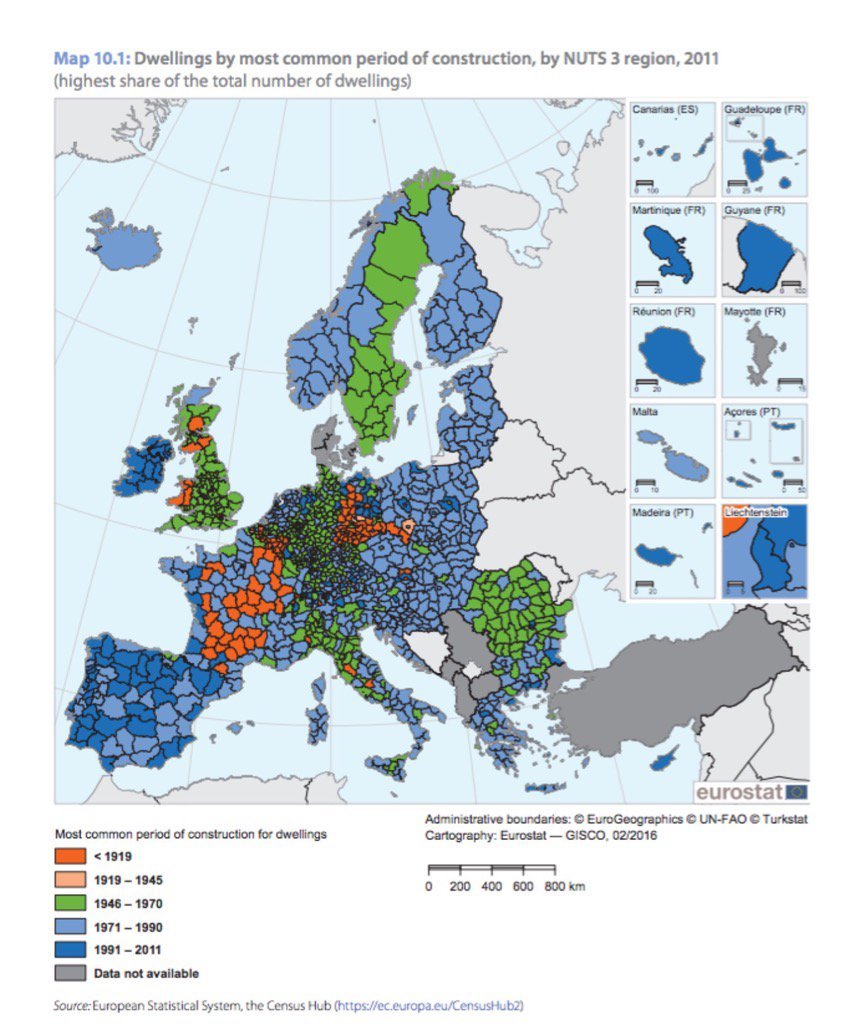 Map 10.1: Dwellings by most common period of construction, by NUTS 3 region, 2011
(highest share of the total number of dwellings)
Canarias (ES)
0 100
Guadeloupe (FR)
0 25
Martinique (FR)
0 20
Guyane (FR)
0 100
Réunion (FR)
0 20
Mayotte (FR)
0 15
Malta
0 10
Açores (PT)
0 50
Madeira (PT)
0 20
Liechtenstein
0 5
eurostat
Administrative boundaries: © EuroGeographics © UN-FAO © Turkstat
Cartography: Eurostat — GISCO, 02/2016
0 200 400 600 800 km
Most common period of construction for dwellings
< 1919
1919 – 1945
1946 – 1970
1971 – 1990
1991 – 2011
Data not available
Source: European Statistical System, the Census Hub (https://ec.europa.eu/CensusHub2)